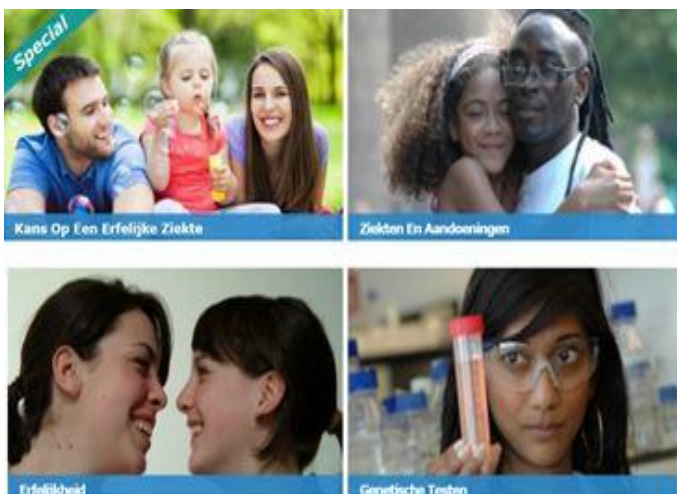 Special
Kans Op Een Erfelijke Ziekte
Ziekten En Aandoeningen
Erfelijkheid
Genetische Testen